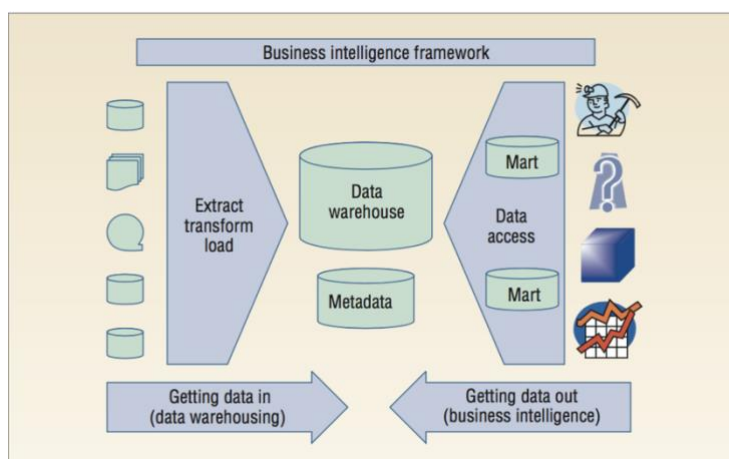 Business intelligence framework
Mart
Data
warehouse
Extract
transform
load
Data
access
Metadata
Mart
Getting data in
(data warehousing)
Getting data out
(business intelligence)
?